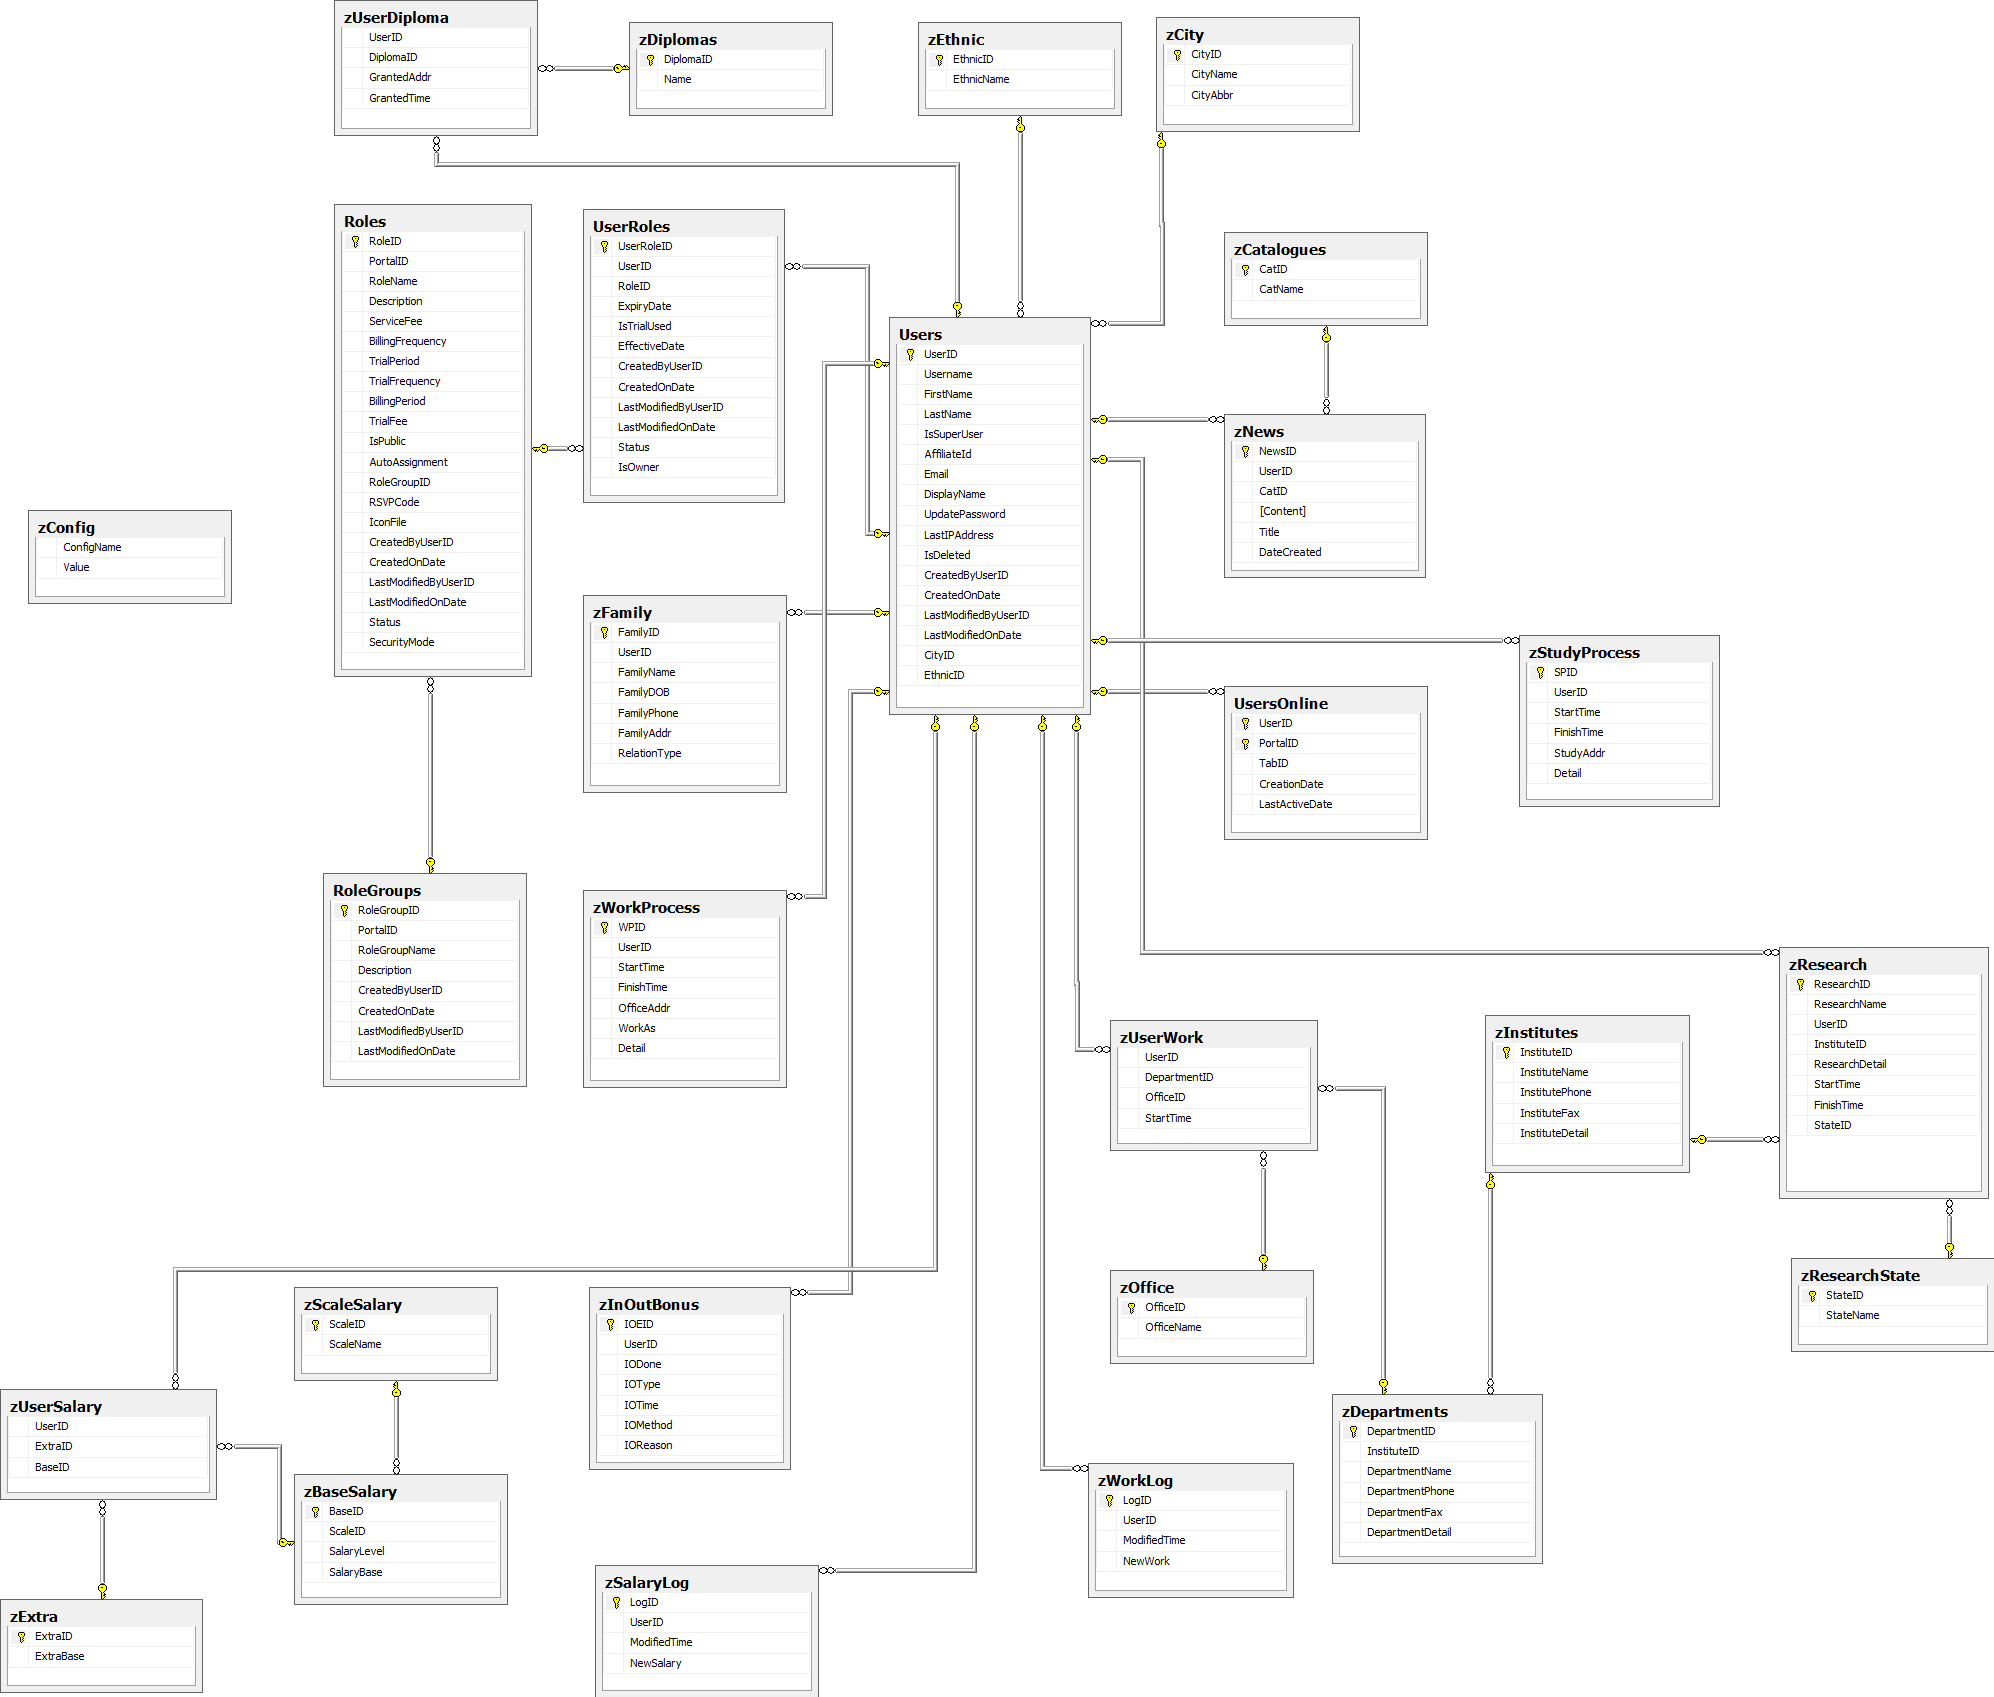 zUserDiploma
UserID
DiplomaID
GrantedAddr
GrantedTime
zDiplomas
DiplomaID
Name
zEthnic
EthnicID
EthnicName
zCity
CityID
CityName
CityAbbr
Roles
RoleID
PortalID
RoleName
Description
ServiceFee
BillingFrequency
TrialPeriod
TrialFrequency
BillingPeriod
TrialFee
IsPublic
AutoAssignment
RoleGroupID
RSVPCode
IconFile
CreatedByUserID
CreatedOnDate
LastModifiedByUserID
LastModifiedOnDate
Status
SecurityMode
UserRoles
UserRoleID
UserID
RoleID
ExpiryDate
IsTrialUsed
EffectiveDate
CreatedByUserID
CreatedOnDate
LastModifiedByUserID
LastModifiedOnDate
Status
IsOwner
Users
UserID
Username
FirstName
LastName
IsSuperUser
AffiliateId
Email
DisplayName
UpdatePassword
LastIPAddress
IsDeleted
CreatedByUserID
CreatedOnDate
LastModifiedByUserID
LastModifiedOnDate
CityID
EthnicID
zCatalogues
CatID
CatName
zNews
NewsID
UserID
CatID
[Content]
Title
DateCreated
zConfig
ConfigName
Value
zFamily
FamilyID
UserID
FamilyName
FamilyDOB
FamilyPhone
FamilyAddr
RelationType
zStudyProcess
SPID
UserID
StartTime
FinishTime
StudyAddr
Detail
UsersOnline
UserID
PortalID
TabID
CreationDate
LastActiveDate
RoleGroups
RoleGroupID
PortalID
RoleGroupName
Description
CreatedByUserID
CreatedOnDate
LastModifiedByUserID
LastModifiedOnDate
zWorkProcess
WPID
UserID
StartTime
FinishTime
OfficeAddr
WorkAs
Detail
zResearch
ResearchID
ResearchName
UserID
InstituteID
ResearchDetail
StartTime
FinishTime
StateID
zUserWork
UserID
DepartmentID
OfficeID
StartTime
zInstitutes
InstituteID
InstituteName
InstitutePhone
InstituteFax
InstituteDetail
zResearchState
StateID
StateName
zOffice
OfficeID
OfficeName
zScaleSalary
ScaleID
ScaleName
zInOutBonus
IOEID
UserID
IODone
IOType
IOTime
IOMethod
IOReason
zUserSalary
UserID
ExtraID
BaseID
zDepartments
DepartmentID
InstituteID
DepartmentName
DepartmentPhone
DepartmentFax
DepartmentDetail
zBaseSalary
BaseID
ScaleID
SalaryLevel
SalaryBase
zWorkLog
LogID
UserID
ModifiedTime
NewWork
zSalaryLog
LogID
UserID
ModifiedTime
NewSalary
zExtra
ExtraID
ExtraBase